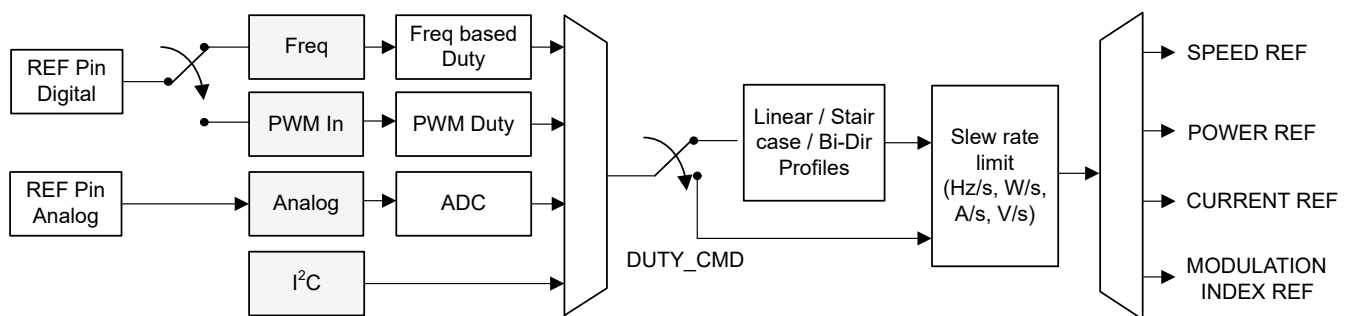 REF Pin
Digital
Freq
Freq based
Duty
PWM In
PWM Duty
REF Pin
Analog
Analog
ADC
I²C
DUTY_CMD
Linear / Stair
case / Bi-Dir
Profiles
Slew rate
limit
(Hz/s, W/s,
A/s, V/s)
SPEED REF
POWER REF
CURRENT REF
MODULATION
INDEX REF